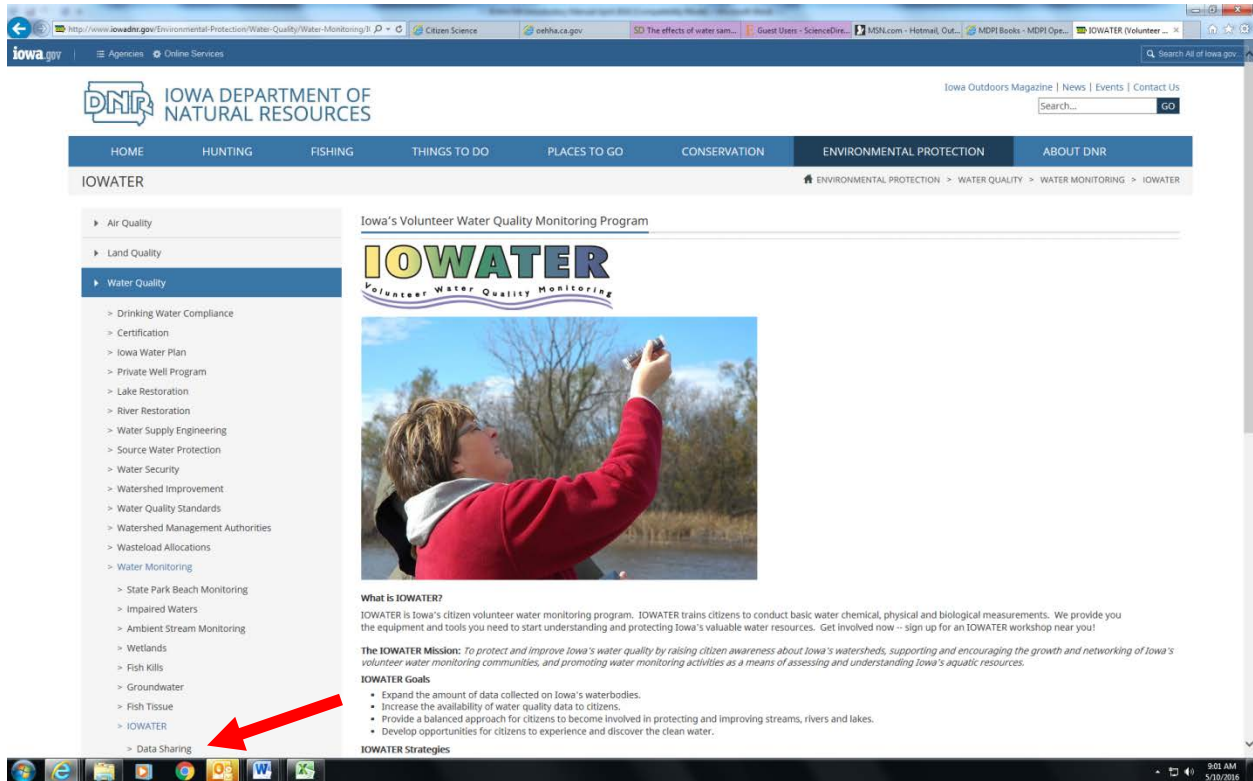 http://www.iowadnr.gov/Environmental-Protection/Water-Quality/Water-Monitoring/I
Citizen Science
oehha.ca.gov
SD The effects of water sam...
Guest Users - ScienceDire...
MSN.com - Hotmail, Out...
MDPI Books - MDPI Ope...
IOWATER (Volunteer ...
iowa.gov
Agencies
Online Services
Search All of Iowa.gov
DNR
IOWA DEPARTMENT OF
NATURAL RESOURCES
Iowa Outdoors Magazine | News | Events | Contact Us
Search...
GO
HOME
HUNTING
FISHING
THINGS TO DO
PLACES TO GO
CONSERVATION
ENVIRONMENTAL PROTECTION
ABOUT DNR
IOWATER
ENVIRONMENTAL PROTECTION > WATER QUALITY > WATER MONITORING > IOWATER
Air Quality
Land Quality
Water Quality
> Drinking Water Compliance
> Certification
> Iowa Water Plan
> Private Well Program
> Lake Restoration
> River Restoration
> Water Supply Engineering
> Source Water Protection
> Water Security
> Watershed Improvement
> Water Quality Standards
> Watershed Management Authorities
> Wasteload Allocations
> Water Monitoring
> State Park Beach Monitoring
> Impaired Waters
> Ambient Stream Monitoring
> Wetlands
> Fish Kills
> Groundwater
> Fish Tissue
> IOWATER
> Data Sharing
Iowa's Volunteer Water Quality Monitoring Program
IOWATER
Volunteer Water Quality Monitoring
What is IOWATER?
IOWATER is Iowa's citizen volunteer water monitoring program. IOWATER trains citizens to conduct basic water chemical, physical and biological measurements. We provide you
the equipment and tools you need to start understanding and protecting Iowa's valuable water resources. Get involved now -- sign up for an IOWATER workshop near you!
The IOWATER Mission: To protect and improve Iowa's water quality by raising citizen awareness about Iowa's watersheds, supporting and encouraging the growth and networking of Iowa's
volunteer water monitoring communities, and promoting water monitoring activities as a means of assessing and understanding Iowa's aquatic resources.
IOWATER Goals
• Expand the amount of data collected on Iowa's waterbodies.
• Increase the availability of water quality data to citizens.
• Provide a balanced approach for citizens to become involved in protecting and improving streams, rivers and lakes.
• Develop opportunities for citizens to experience and discover the clean water.
IOWATER Strategies
9:01 AM
5/10/2016